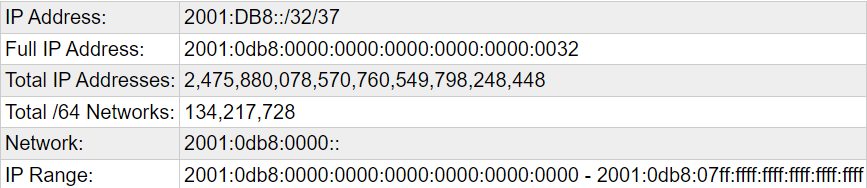 IP Address: 2001:DB8::/32/37
Full IP Address: 2001:0db8:0000:0000:0000:0000:0000:0032
Total IP Addresses: 2,475,880,078,570,760,549,798,248,448
Total /64 Networks: 134,217,728
Network: 2001:0db8:0000::
IP Range: 2001:0db8:0000:0000:0000:0000:0000:0000 - 2001:0db8:07ff:ffff:ffff:ffff:ffff:ffff